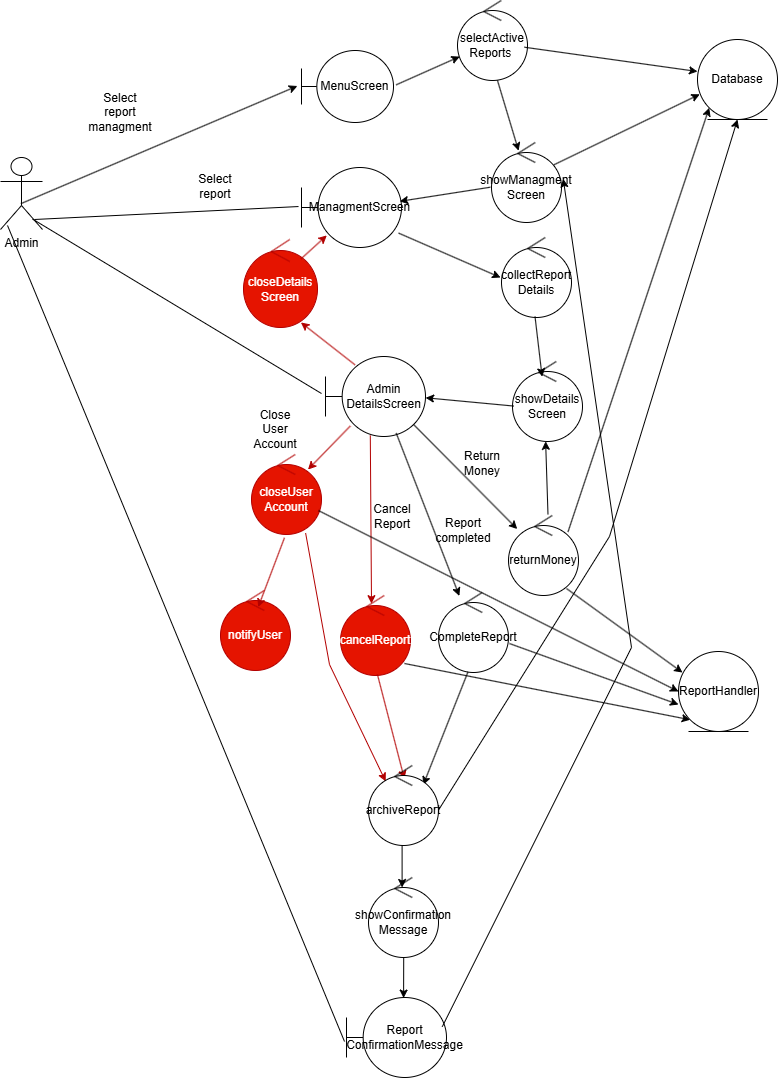 selectActive
Reports
Database
MenuScreen
Select
report
managment
Select
report
showManagment
Screen
ManagmentScreen
Admin
closeDetails
Screen
collectReport
Details
Admin
DetailsScreen
showDetails
Screen
Close
User
Account
Return
Money
closeUser
Account
Cancel
Report
Report
completed
returnMoney
notifyUser
cancelReport
CompleteReport
ReportHandler
archiveReport
showConfirmation
Message
Report
ConfirmationMessage